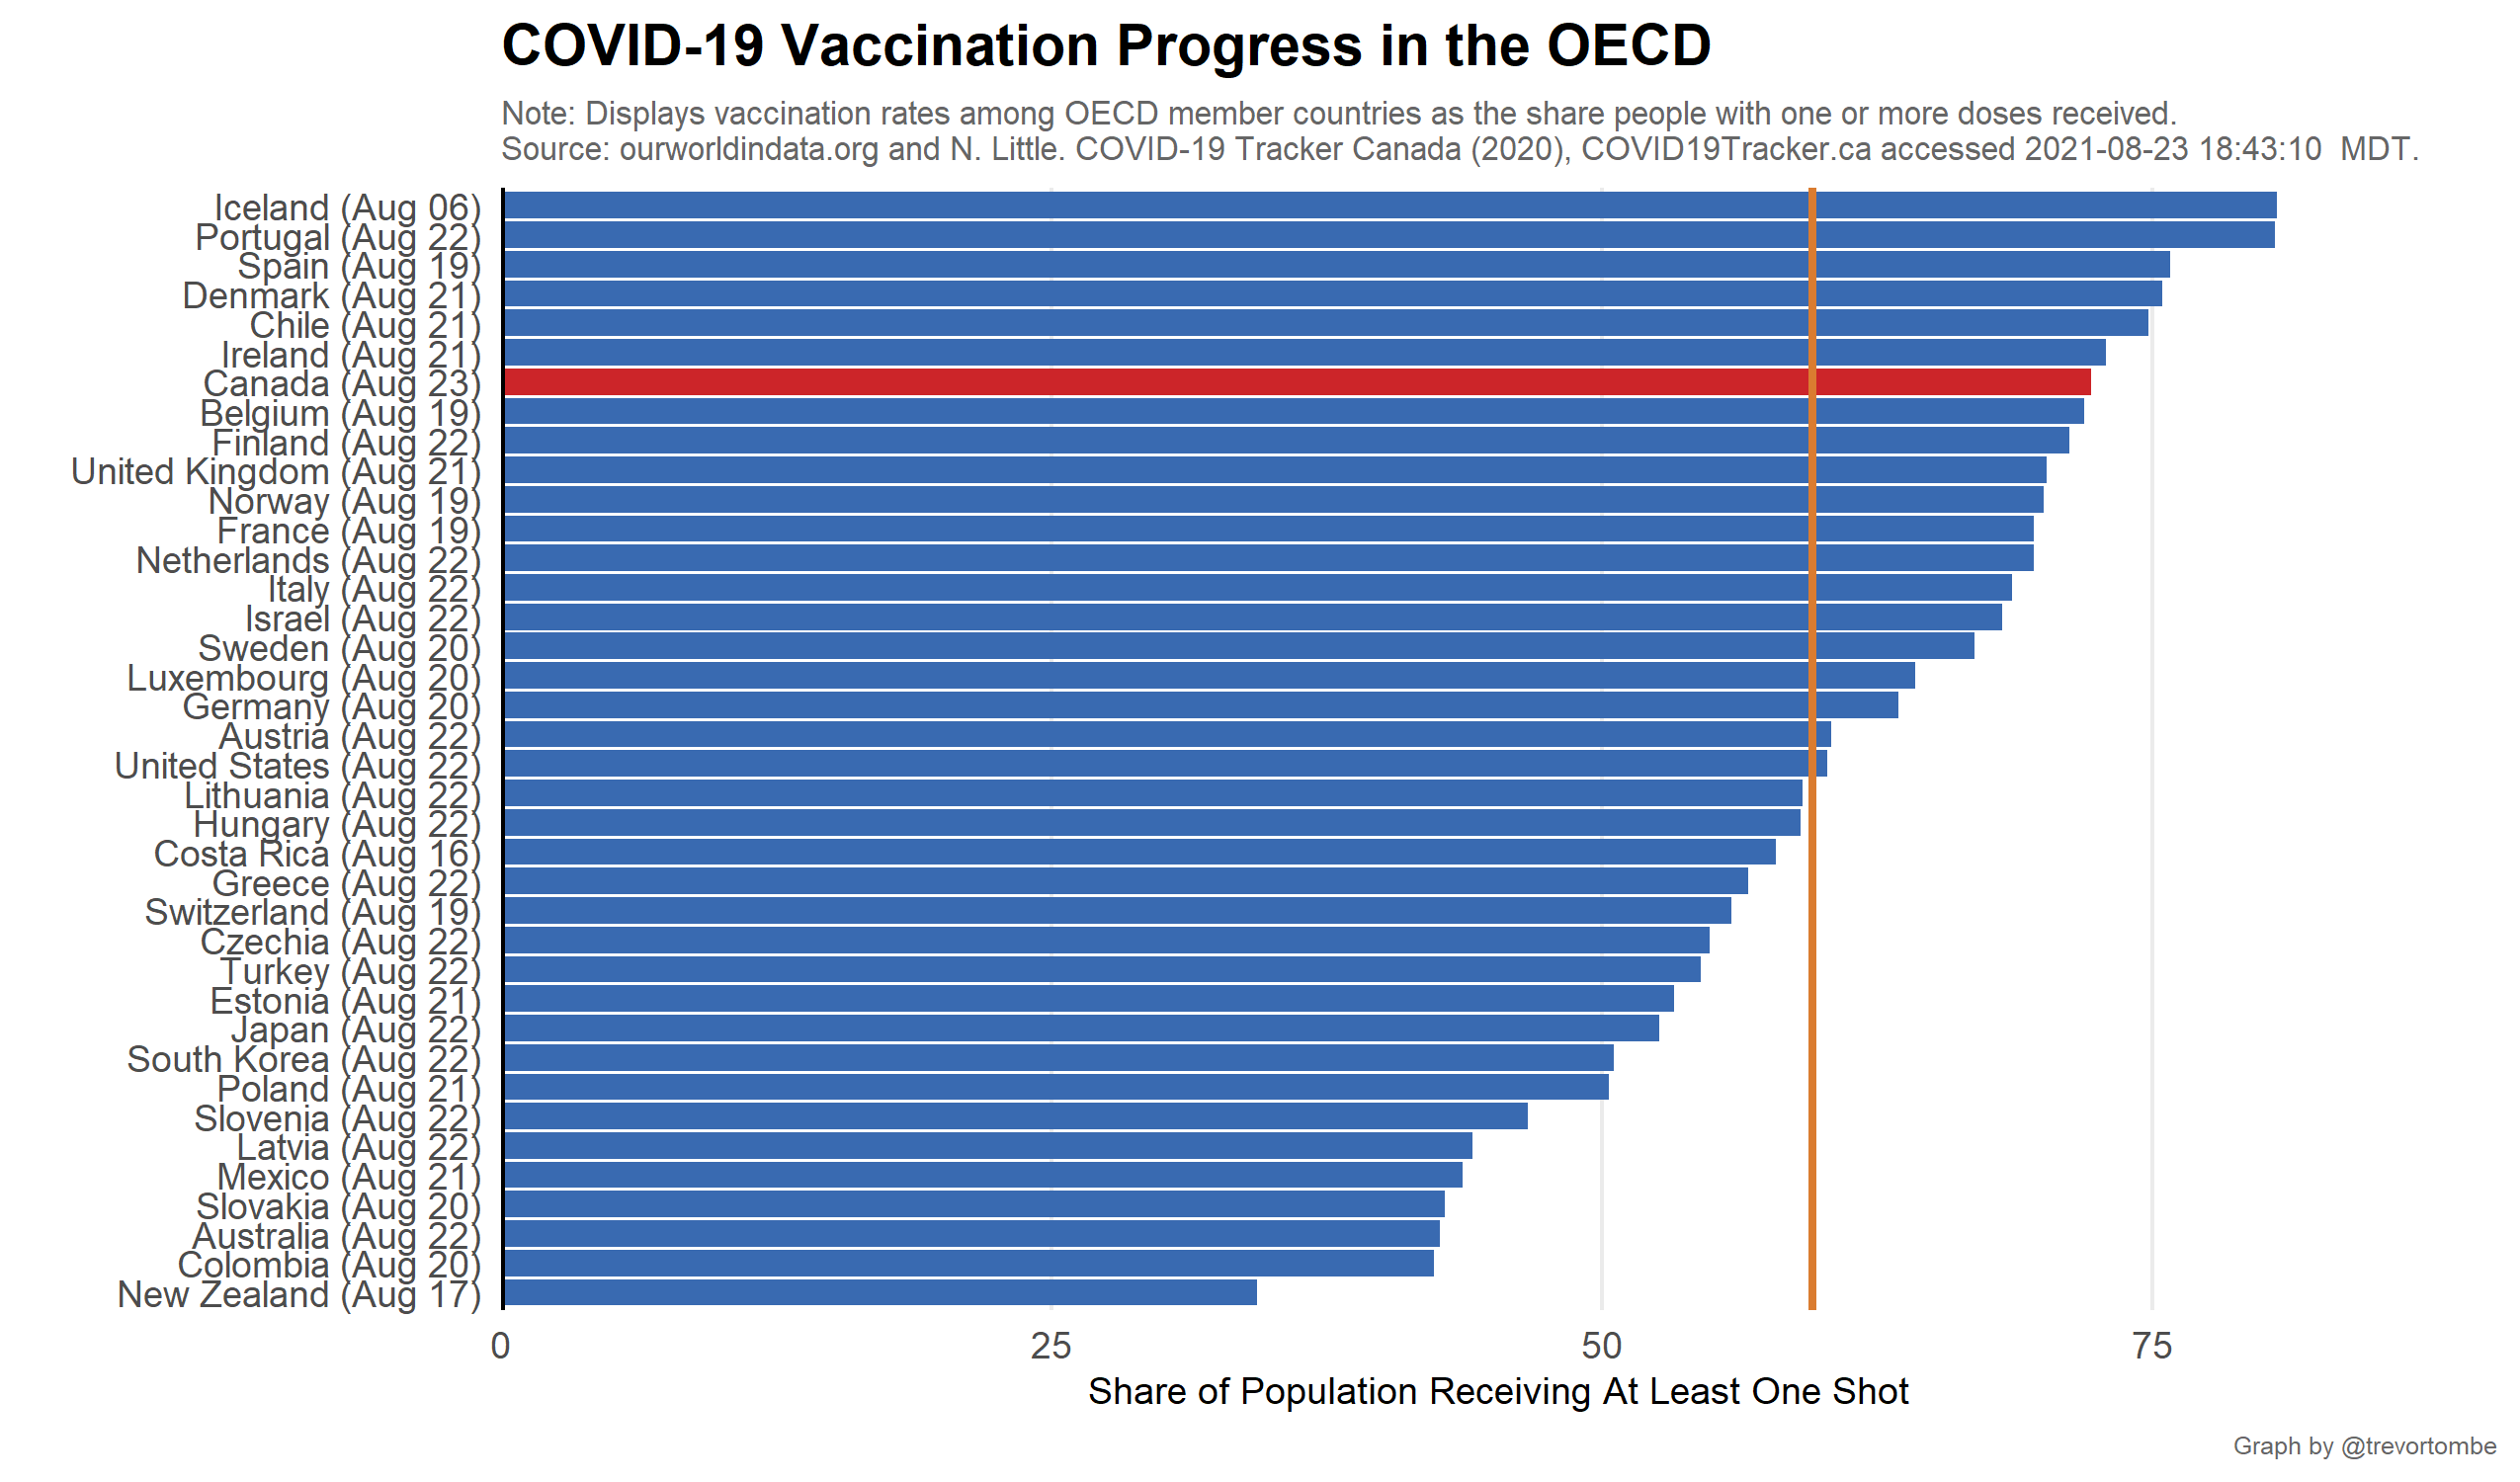 COVID-19 Vaccination Progress in the OECD
Note: Displays vaccination rates among OECD member countries as the share people with one or more doses received.
Source: ourworldindata.org and N. Little. COVID-19 Tracker Canada (2020), COVID19Tracker.ca accessed 2021-08-23 18:43:10  MDT.
Iceland (Aug 06)
Portugal (Aug 22)
Spain (Aug 19)
Denmark (Aug 21)
Chile (Aug 21)
Ireland (Aug 21)
Canada (Aug 23)
Belgium (Aug 19)
Finland (Aug 22)
United Kingdom (Aug 21)
Norway (Aug 19)
France (Aug 19)
Netherlands (Aug 22)
Italy (Aug 22)
Israel (Aug 22)
Sweden (Aug 20)
Luxembourg (Aug 20)
Germany (Aug 20)
Austria (Aug 22)
United States (Aug 22)
Lithuania (Aug 22)
Hungary (Aug 22)
Costa Rica (Aug 16)
Greece (Aug 22)
Switzerland (Aug 19)
Czechia (Aug 22)
Turkey (Aug 22)
Estonia (Aug 21)
Japan (Aug 22)
South Korea (Aug 22)
Poland (Aug 21)
Slovenia (Aug 22)
Latvia (Aug 22)
Mexico (Aug 21)
Slovakia (Aug 20)
Australia (Aug 22)
Colombia (Aug 20)
New Zealand (Aug 17)
0 25 50 75
Share of Population Receiving At Least One Shot
Graph by @trevortombe